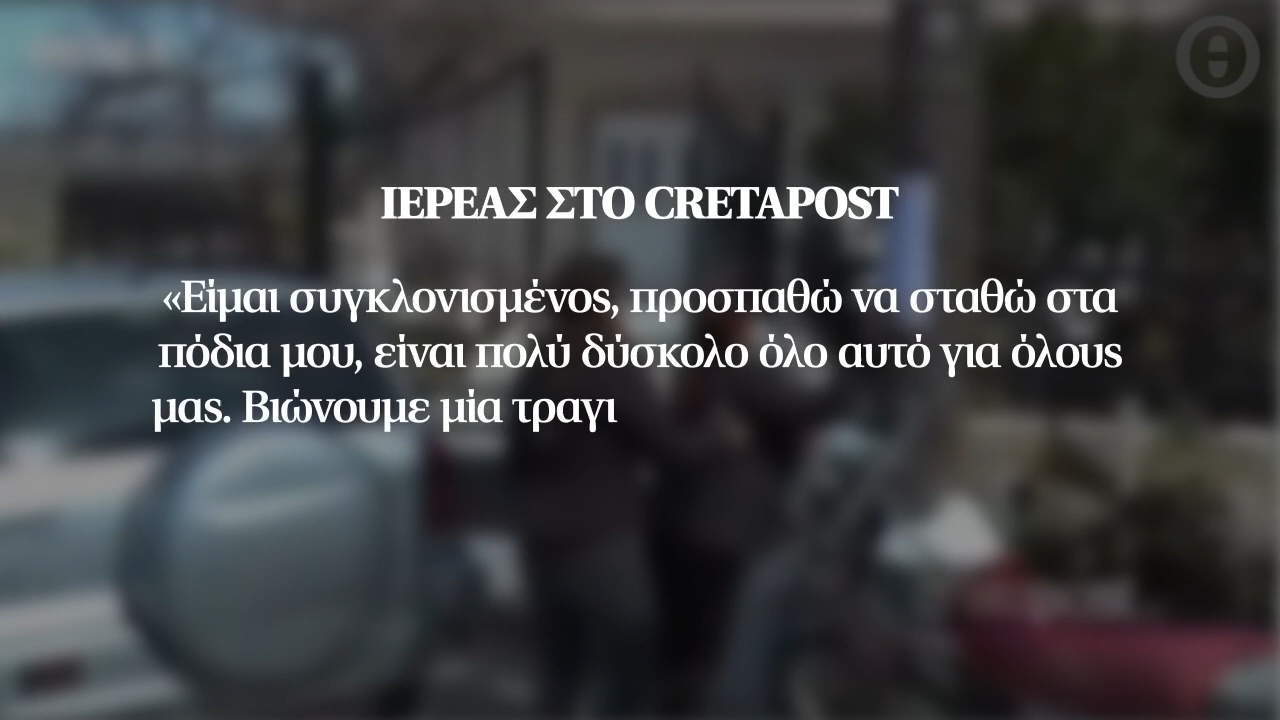 ΙΕΡΕΑΣ ΣΤΟ CRETAPOST
«Είμαι συγκλονισμένος, προσπαθώ να σταθώ στα
πόδια μου, είναι πολύ δύσκολο όλο αυτό για όλους
μας. Βιώνουμε μία τραγι